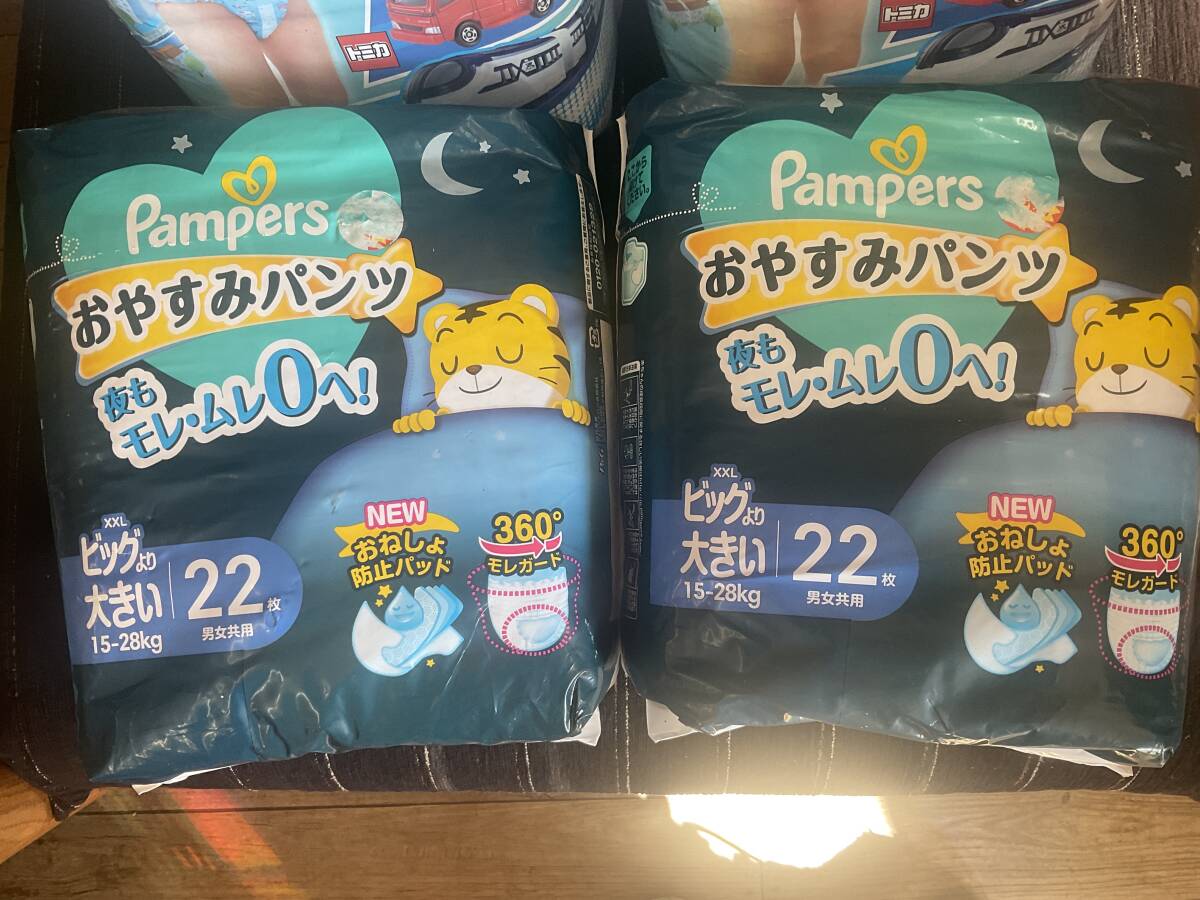 トミカ
トミカ
Pampers
おやすみパンツ
夜も
モレ・ムレ0へ!
XXL
ビッグより
大きい
15-28kg
22枚
男女共用
NEW
おねしょ
防止パッド
360°
モレガード
Pampers
おやすみパンツ
夜も
モレ・ムレ0へ!
XXL
ビッグより
大きい
15-28kg
22枚
男女共用
NEW
おねしょ
防止パッド
360°
モレガード